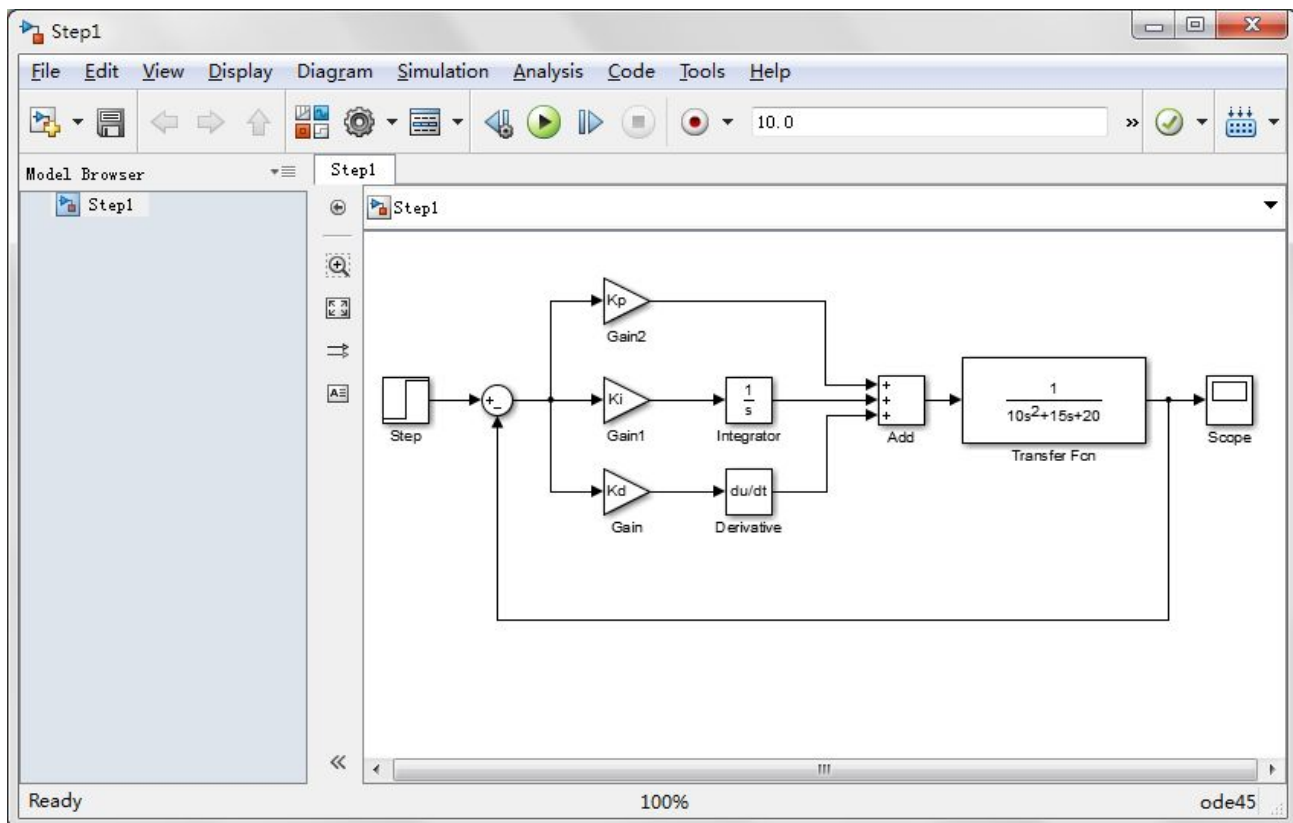 Step1
File Edit View Display Diagram Simulation Analysis Code Tools Help
10.0 »
Model Browser
Step1
Step1
Step1
Kp
Gain2
Step
+-
Ki
Gain1
1
s
Integrator
+
+
+
Add
1
10s²+15s+20
Transfer Fcn
Scope
Kd
Gain
du/dt
Derivative
Ready 100% ode45